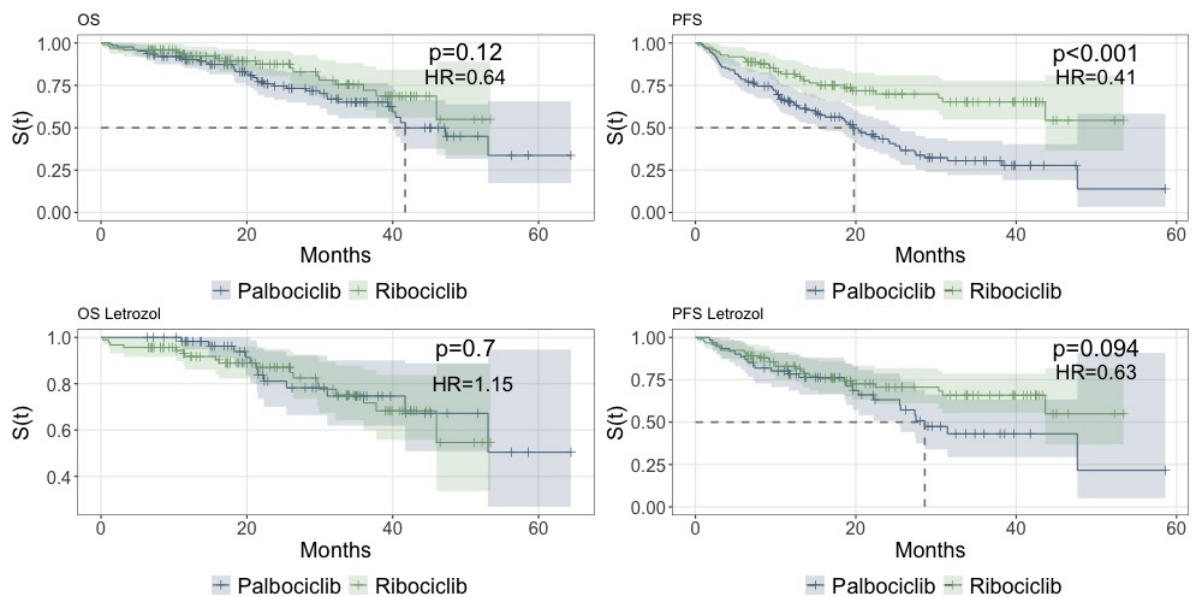 OS
1.00
0.75
0.50
0.25
0.00
S(t)
p=0.12
HR=0.64
0 20 40 60
Months
Palbociclib Ribociclib
PFS
1.00
0.75
0.50
0.25
0.00
S(t)
p<0.001
HR=0.41
0 20 40 60
Months
Palbociclib Ribociclib
OS Letrozol
1.0
0.8
0.6
0.4
S(t)
p=0.7
HR=1.15
0 20 40 60
Months
Palbociclib Ribociclib
PFS Letrozol
1.00
0.75
0.50
0.25
0.00
S(t)
p=0.094
HR=0.63
0 20 40 60
Months
Palbociclib Ribociclib